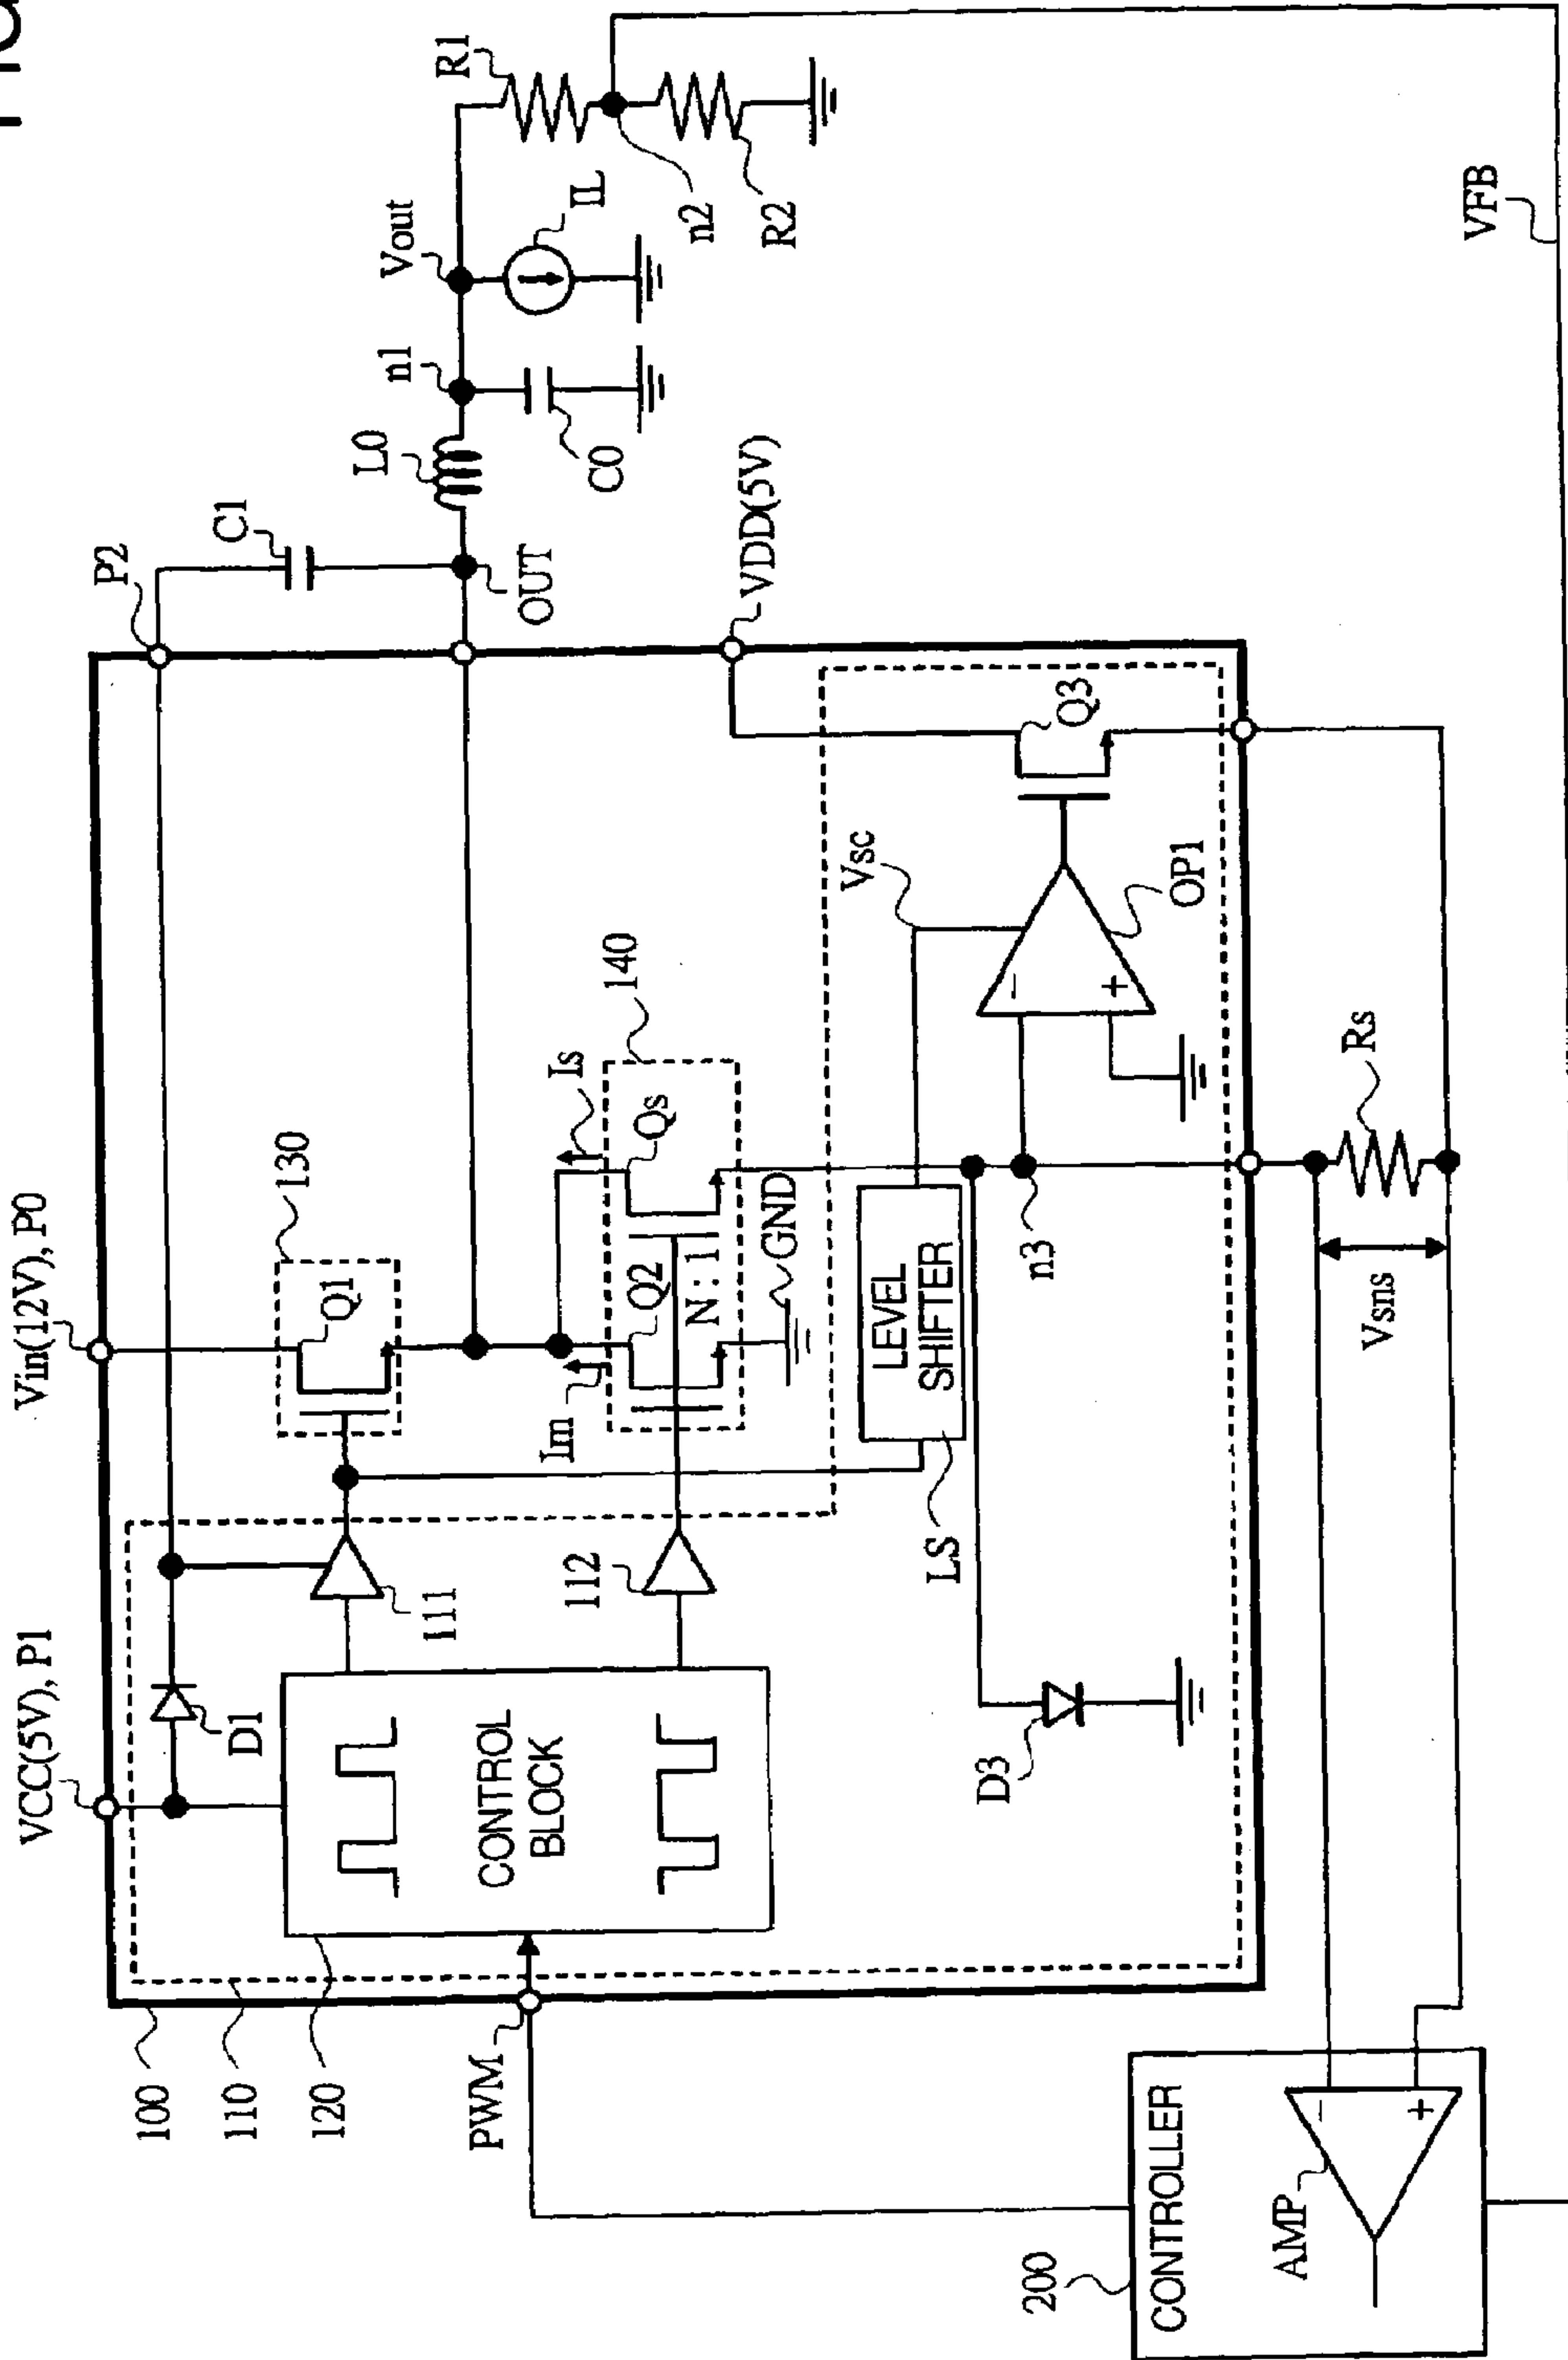 VCC(5V), P1
Vin(12V), P0
P2
C1
L0
n1
Vout
R1
IL
n2
R2
C0
OUT
VDD(5V)
VFB
100
110
120
PWM
D1
111
112
CONTROL
BLOCK
130
Q1
Im
Is
140
Q2
Qs
N : 1
GND
LEVEL
SHIFTER
LS
D3
n3
Vsc
−
+
OP1
Q3
Rs
Vsns
200
CONTROLLER
AMP
−
+